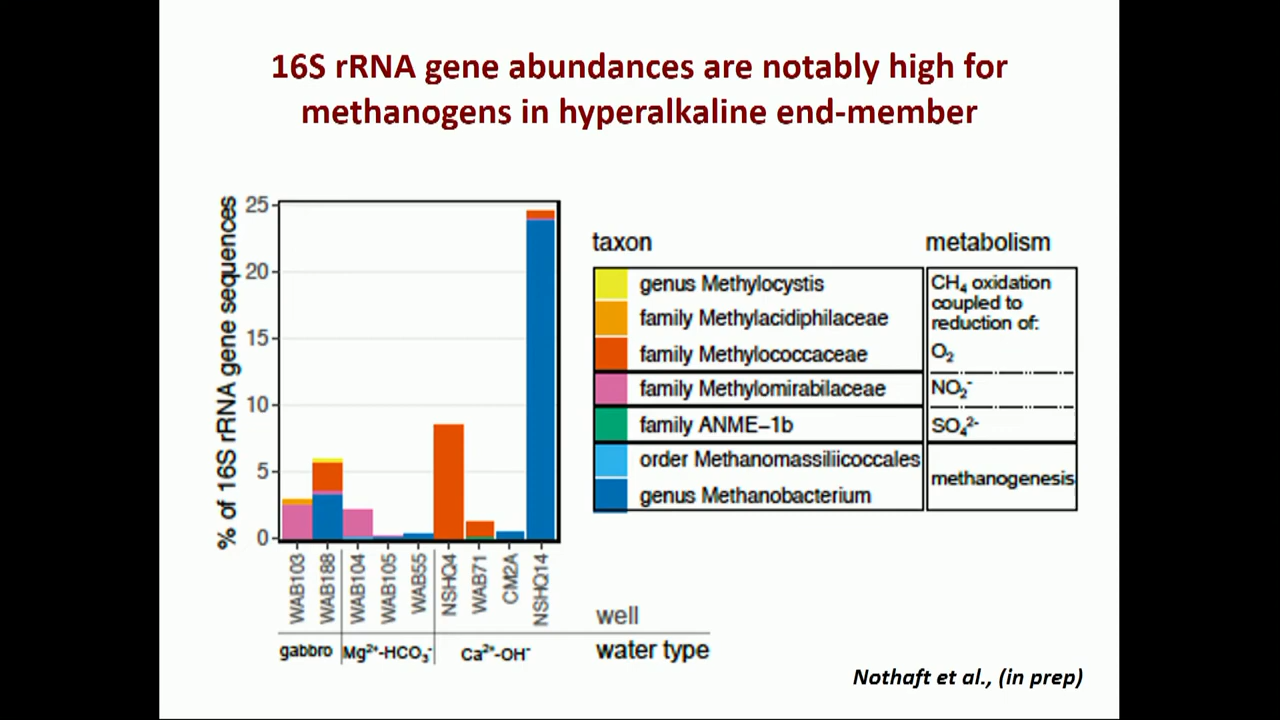 16S rRNA gene abundances are notably high for
methanogens in hyperalkaline end-member
% of 16S rRNA gene sequences
25
20
15
10
5
0
WAB103
WAB188
WAB104
WAB105
WAB55
NSHQ4
WAB71
CM2A
NSHQ14
well
gabbro
Mg²⁺-HCO₃⁻
Ca²⁺-OH⁻
water type
taxon
metabolism
genus Methylocystis
family Methylacidiphilaceae
family Methylococcaceae
family Methylomirabilaceae
family ANME−1b
order Methanomassiliicoccales
genus Methanobacterium
CH₄ oxidation
coupled to
reduction of:
O₂
NO₂⁻
SO₄²⁻
methanogenesis
Nothaft et al., (in prep)